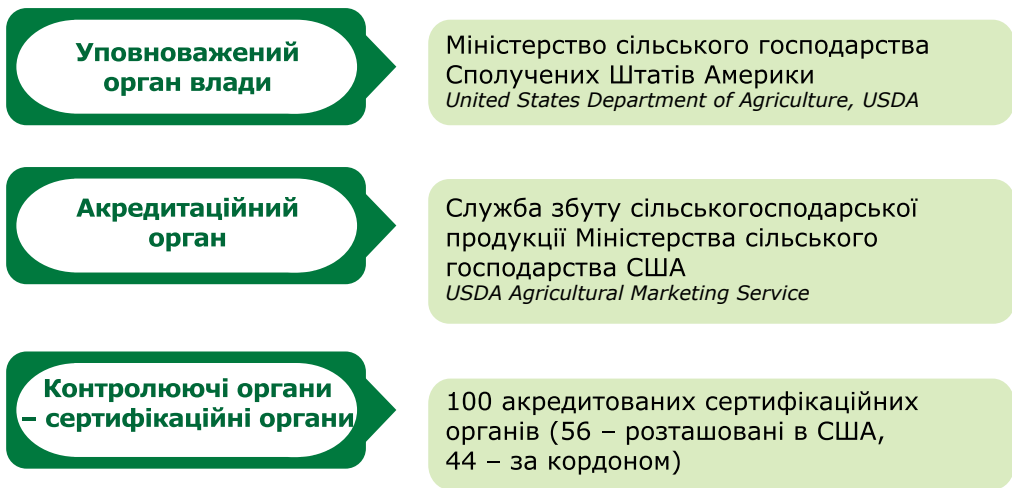 Уповноважений
орган влади
Міністерство сільського господарства
Сполучених Штатів Америки
United States Department of Agriculture, USDA
Акредитаційний
орган
Служба збуту сільськогосподарської
продукції Міністерства сільського
господарства США
USDA Agricultural Marketing Service
Контролюючі органи
– сертифікаційні органи
100 акредитованих сертифікаційних
органів (56 – розташовані в США,
44 – за кордоном)